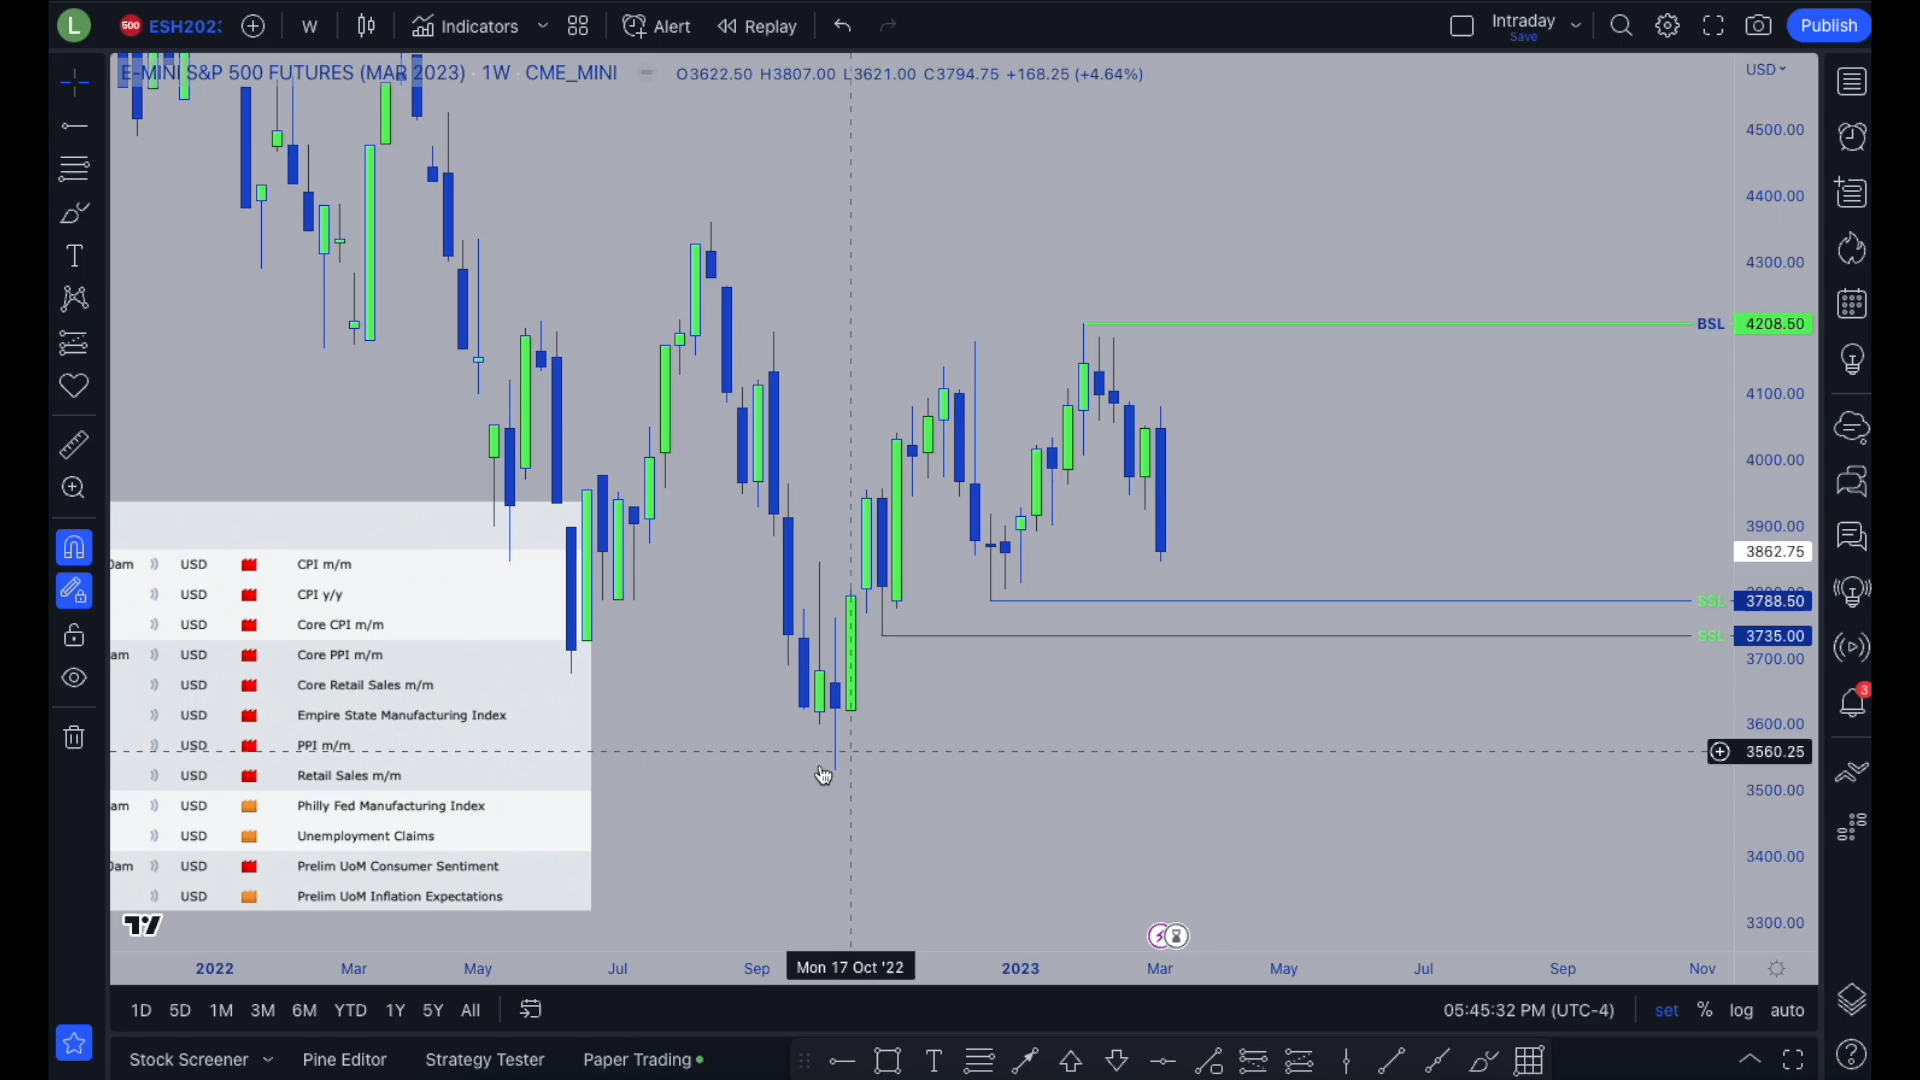 L
500 ESH202:
W
Indicators
Alert
Replay
Intraday
Save
Publish
E-MINI S&P 500 FUTURES (MAR 2023) · 1W · CME_MINI
O3622.50 H3807.00 L3621.00 C3794.75 +168.25 (+4.64%)
USD
4500.00
4400.00
4300.00
BSL 4208.50
4100.00
4000.00
3900.00
3862.75
SSL 3788.50
SSL 3735.00
3700.00
3600.00
3560.25
3500.00
3400.00
3300.00
0am USD CPI m/m
USD CPI y/y
USD Core CPI m/m
am USD Core PPI m/m
USD Core Retail Sales m/m
USD Empire State Manufacturing Index
USD PPI m/m
USD Retail Sales m/m
am USD Philly Fed Manufacturing Index
USD Unemployment Claims
0am USD Prelim UoM Consumer Sentiment
USD Prelim UoM Inflation Expectations
3
2022 Mar May Jul Sep Mon 17 Oct '22 2023 Mar May Jul Sep Nov
1D 5D 1M 3M 6M YTD 1Y 5Y All
05:45:32 PM (UTC-4) set % log auto
Stock Screener Pine Editor Strategy Tester Paper Trading
T